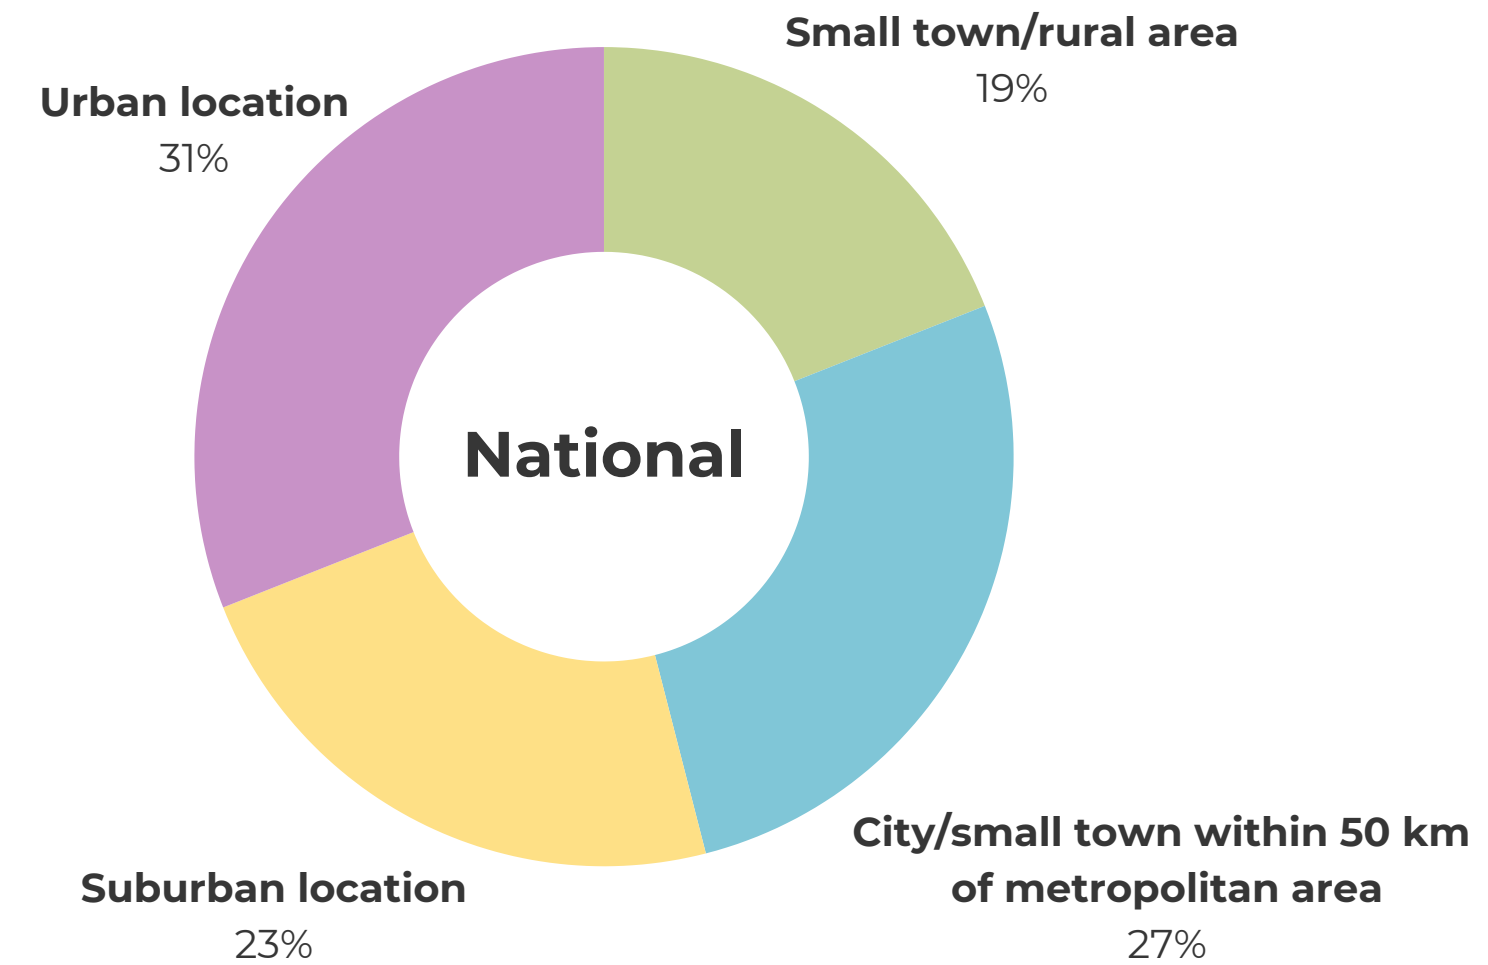 Small town/rural area
19%
Urban location
31%
National
City/small town within 50 km
of metropolitan area
27%
Suburban location
23%